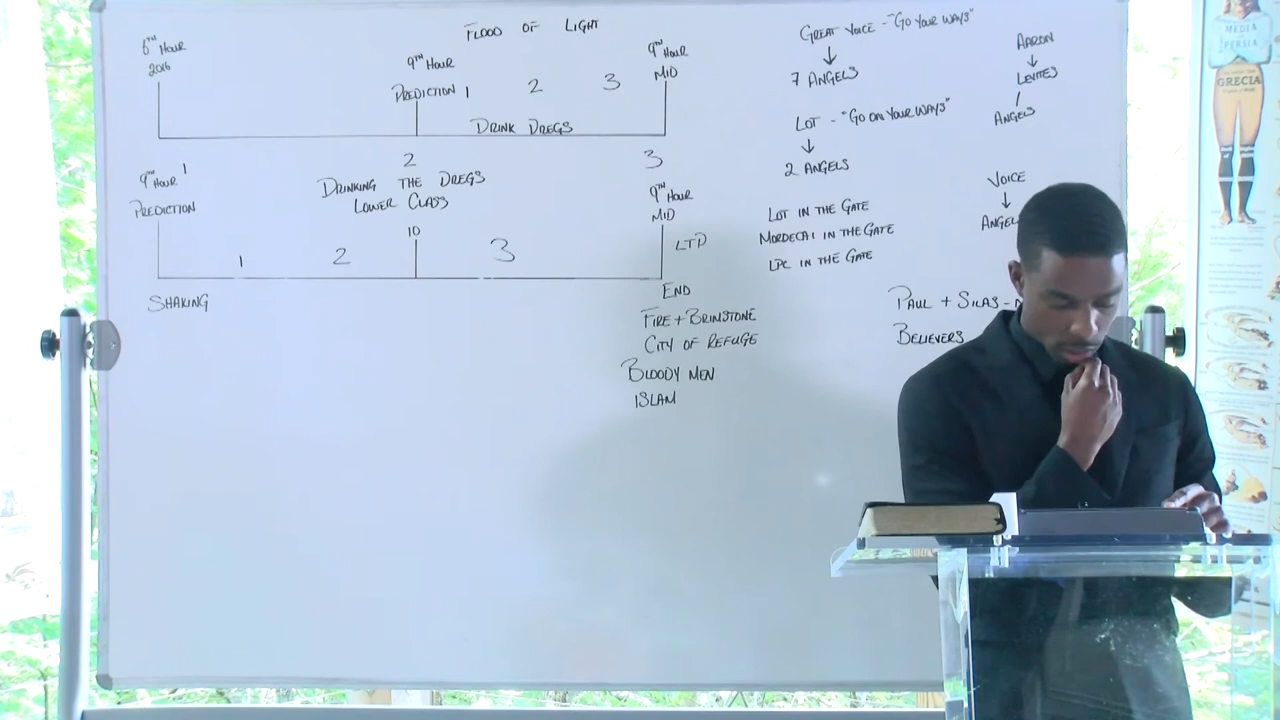 FLOOD OF LIGHT
6TH HOUR
2016
9TH HOUR
PREDICTION 1 2 3
9TH HOUR
MID
DRINK DREGS
9TH HOUR 1
PREDICTION
2
DRINKING THE DREGS
LOWER CLASS
3
9TH HOUR
MID
1 2 10 3
LTD
SHAKING
END
FIRE + BRIMSTONE
CITY OF REFUGE
BLOODY MEN
ISLAM
GREAT VOICE - "GO YOUR WAYS"
7 ANGELS
LOT - "GO ON YOUR WAYS"
2 ANGELS
LOT IN THE GATE
MORDECAI IN THE GATE
LPC IN THE GATE
AARON
LEVITES
ANGELS
VOICE
ANGEL
PAUL + SILAS -
BELIEVERS
MEDIA
PERSIA
GRECIA